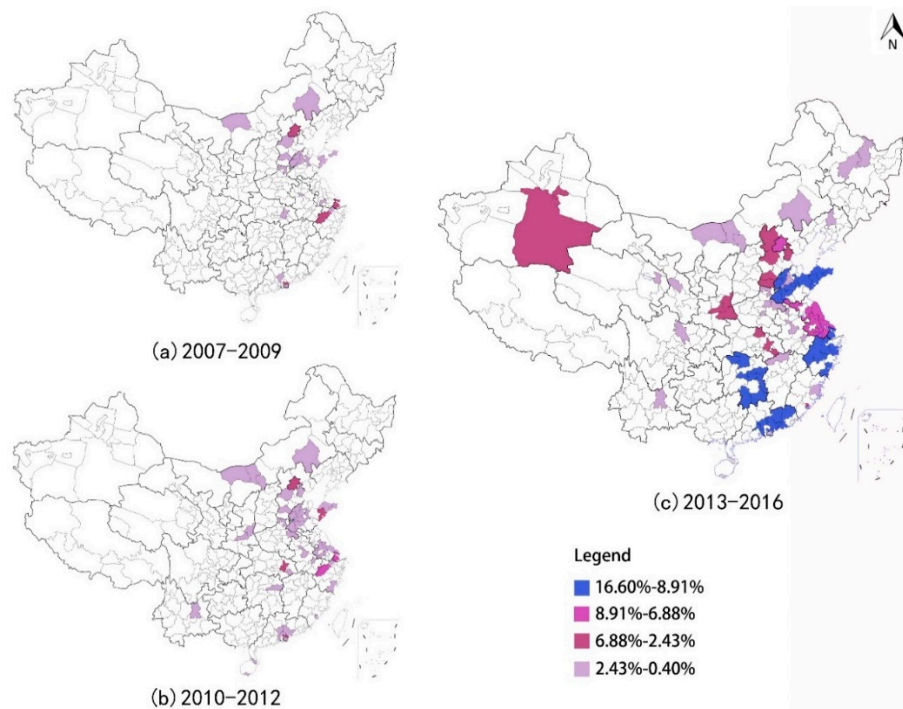 N
(a) 2007-2009
(b) 2010-2012
(c) 2013-2016
Legend
16.60%-8.91%
8.91%-6.88%
6.88%-2.43%
2.43%-0.40%